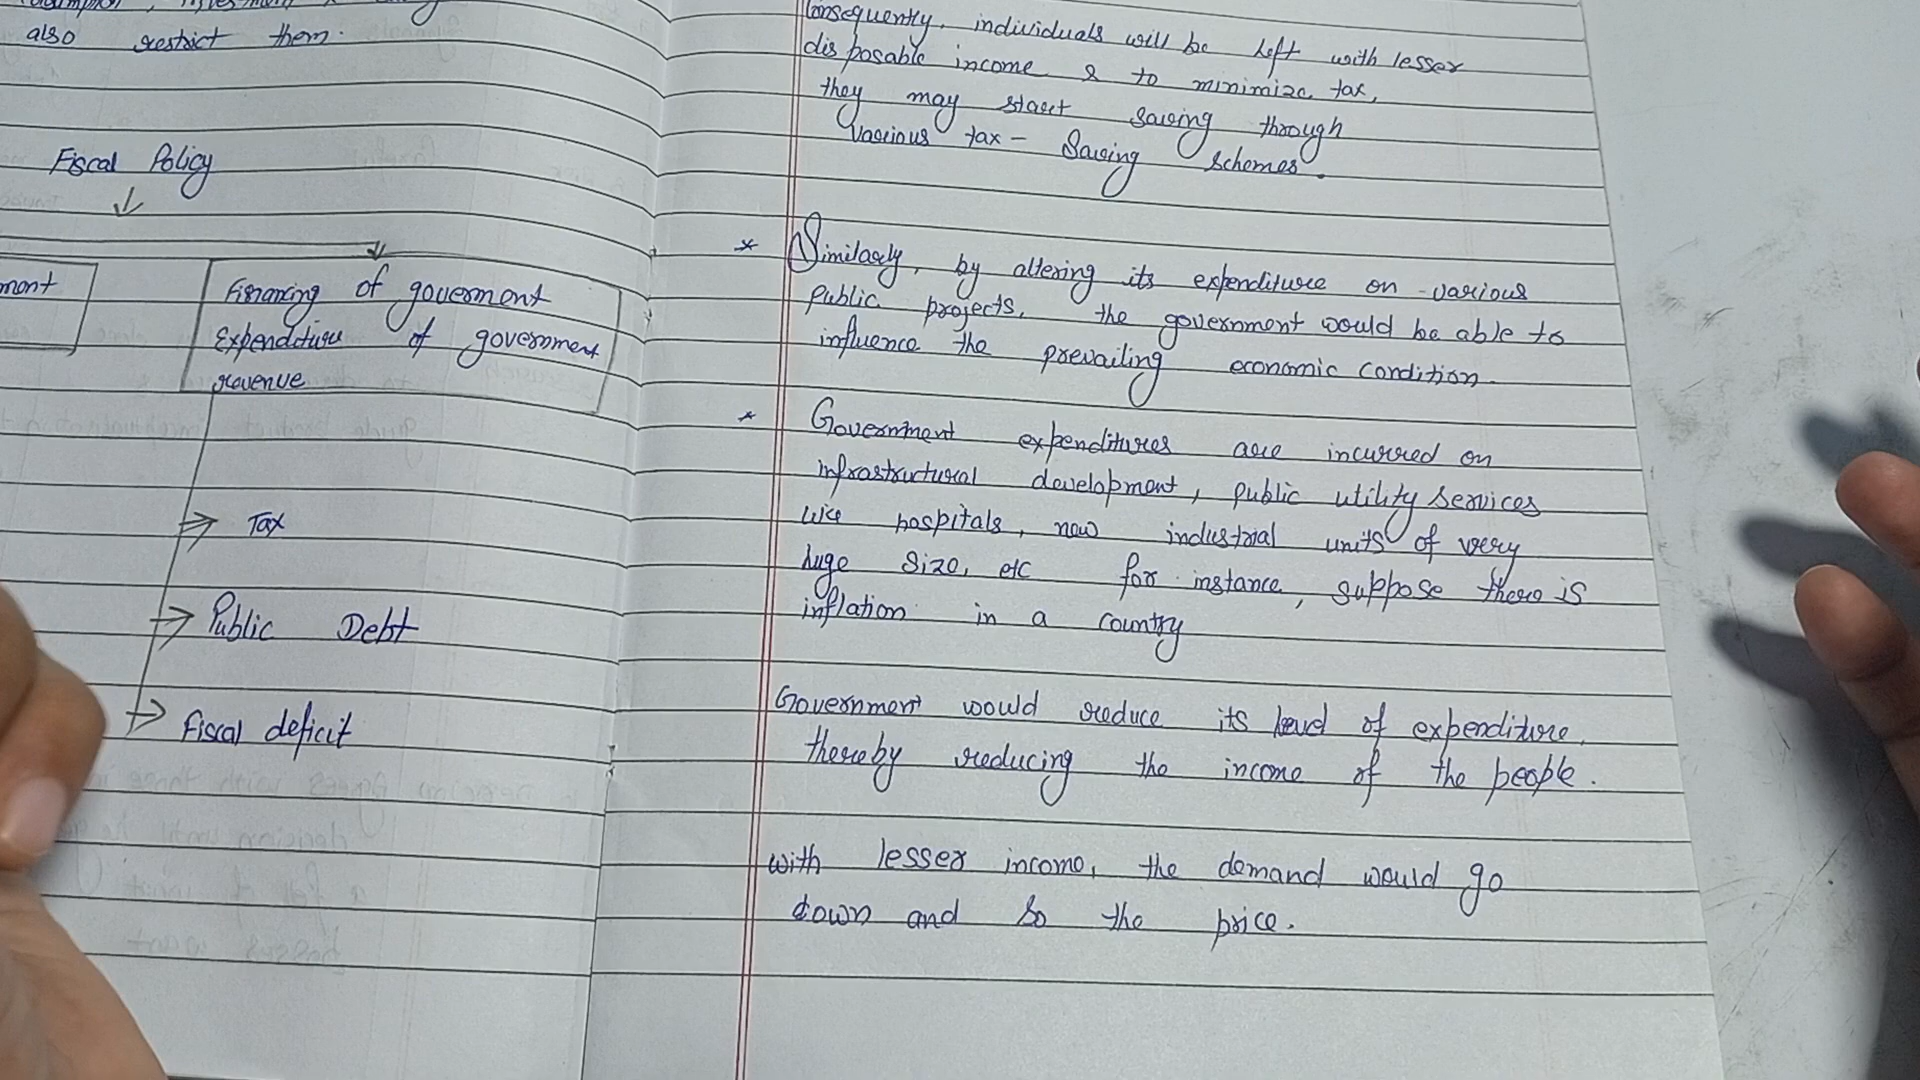 also restrict them.
Fiscal Policy
ment
Financing of goverment
Expenditure of government
revenue
Tax
Public Debt
Fiscal deficit
Consequently, individuals will be left with lesser
disposable income & to minimize tax,
they may start saving through
Various tax - Saving schemes.
* Similarly, by altering its expenditure on various
Public projects, the government would be able to
influence the prevailing economic condition.
* Government expenditures are incurred on
infrastructural development, public utility services
like hospitals, new industrial units of very
huge size, etc for instance, suppose there is
inflation in a country
Government would reduce its level of expenditure,
thereby reducing the income of the people.
with lesser income, the demand would go
down and so the price.